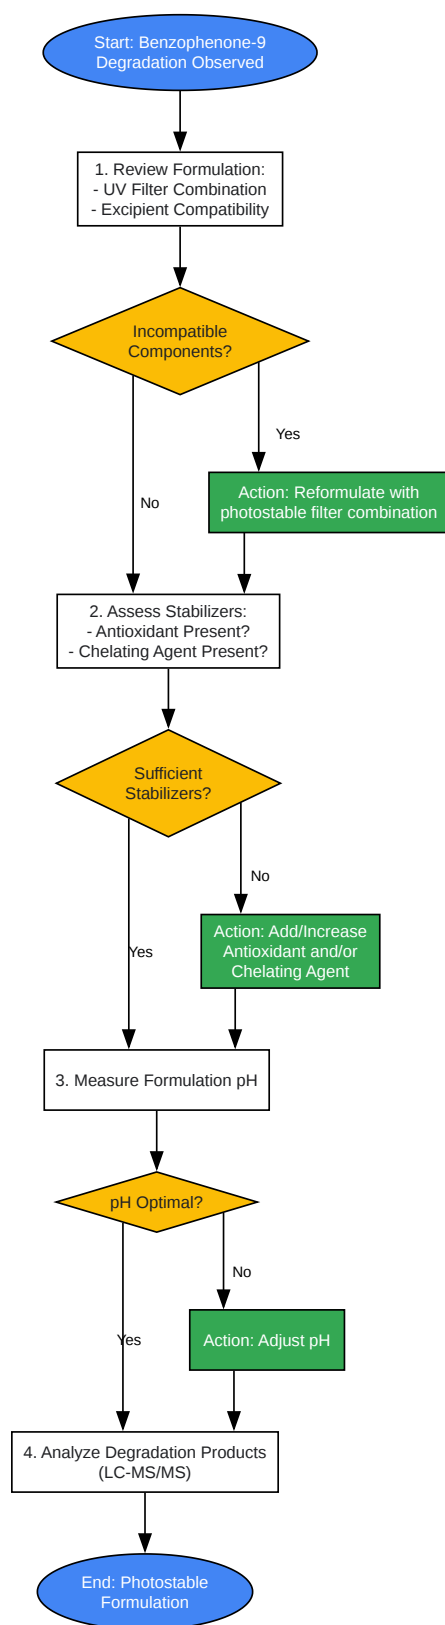 Start: Benzophenone-9
Degradation Observed
1. Review Formulation:
- UV Filter Combination
- Excipient Compatibility
Incompatible
Components?
Yes
No
Action: Reformulate with
photostable filter combination
2. Assess Stabilizers:
- Antioxidant Present?
- Chelating Agent Present?
Sufficient
Stabilizers?
No
Yes
Action: Add/Increase
Antioxidant and/or
Chelating Agent
3. Measure Formulation pH
pH Optimal?
No
Yes
Action: Adjust pH
4. Analyze Degradation Products
(LC-MS/MS)
End: Photostable
Formulation